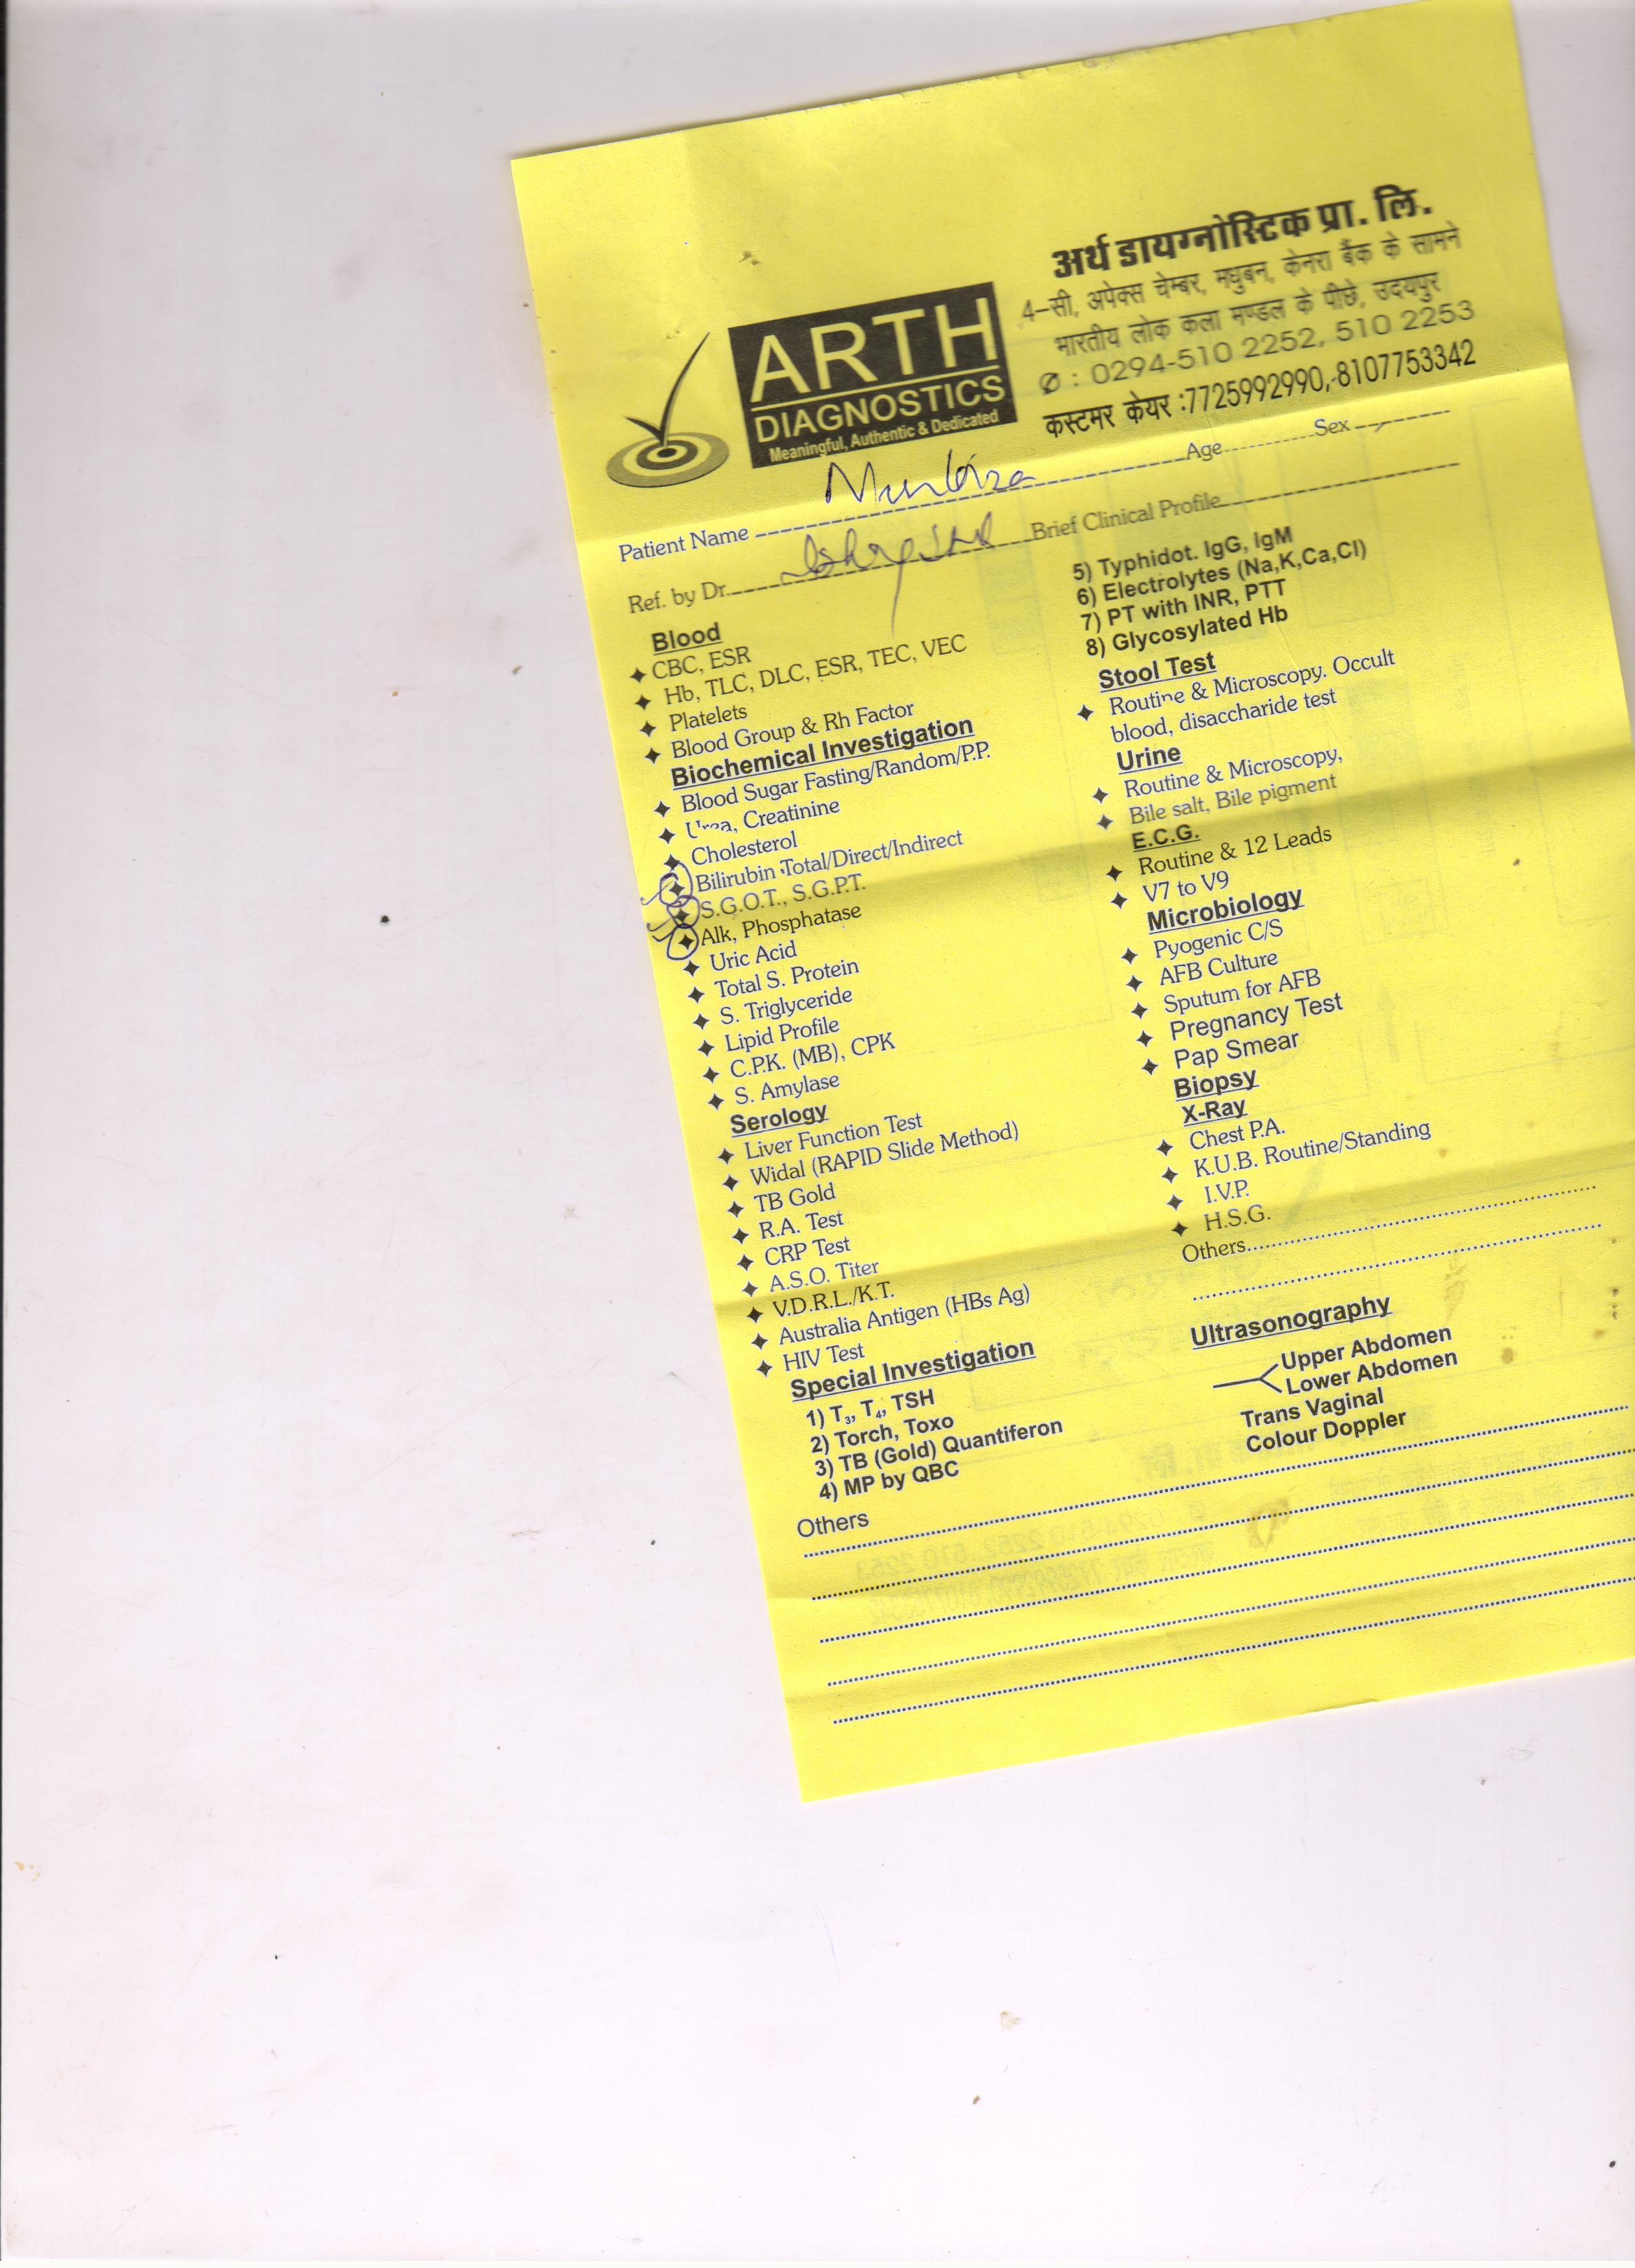 अर्थ डायग्नोस्टिक प्रा. लि.
4-सी, अपेक्स चेम्बर, मधुबन, केनरा बैंक के सामने
भारतीय लोक कला मण्डल के पीछे, उदयपुर
: 0294-510 2252, 510 2253
कस्टमर केयर :7725992990, 8107753342
ARTH
DIAGNOSTICS
Meaningful, Authentic & Dedicated
Patient Name Age Sex
Ref. by Dr. Brief Clinical Profile
Blood
CBC, ESR
Hb, TLC, DLC, ESR, TEC, VEC
Platelets
Blood Group & Rh Factor
Biochemical Investigation
Blood Sugar Fasting/Random/P.P.
Urea, Creatinine
Cholesterol
Bilirubin Total/Direct/Indirect
S.G.O.T., S.G.P.T.
Alk, Phosphatase
Uric Acid
Total S. Protein
S. Triglyceride
Lipid Profile
C.P.K. (MB), CPK
S. Amylase
Serology
Liver Function Test
Widal (RAPID Slide Method)
TB Gold
R.A. Test
CRP Test
A.S.O. Titer
V.D.R.L./K.T.
Australia Antigen (HBs Ag)
HIV Test
Special Investigation
1) T3, T4, TSH
2) Torch, Toxo
3) TB (Gold) Quantiferon
4) MP by QBC
5) Typhidot. IgG, IgM
6) Electrolytes (Na,K,Ca,Cl)
7) PT with INR, PTT
8) Glycosylated Hb
Stool Test
Routine & Microscopy. Occult
blood, disaccharide test
Urine
Routine & Microscopy,
Bile salt, Bile pigment
E.C.G.
Routine & 12 Leads
V7 to V9
Microbiology
Pyogenic C/S
AFB Culture
Sputum for AFB
Pregnancy Test
Pap Smear
Biopsy
X-Ray
Chest P.A.
K.U.B. Routine/Standing
I.V.P.
H.S.G.
Others
Ultrasonography
Upper Abdomen
Lower Abdomen
Trans Vaginal
Colour Doppler
Others